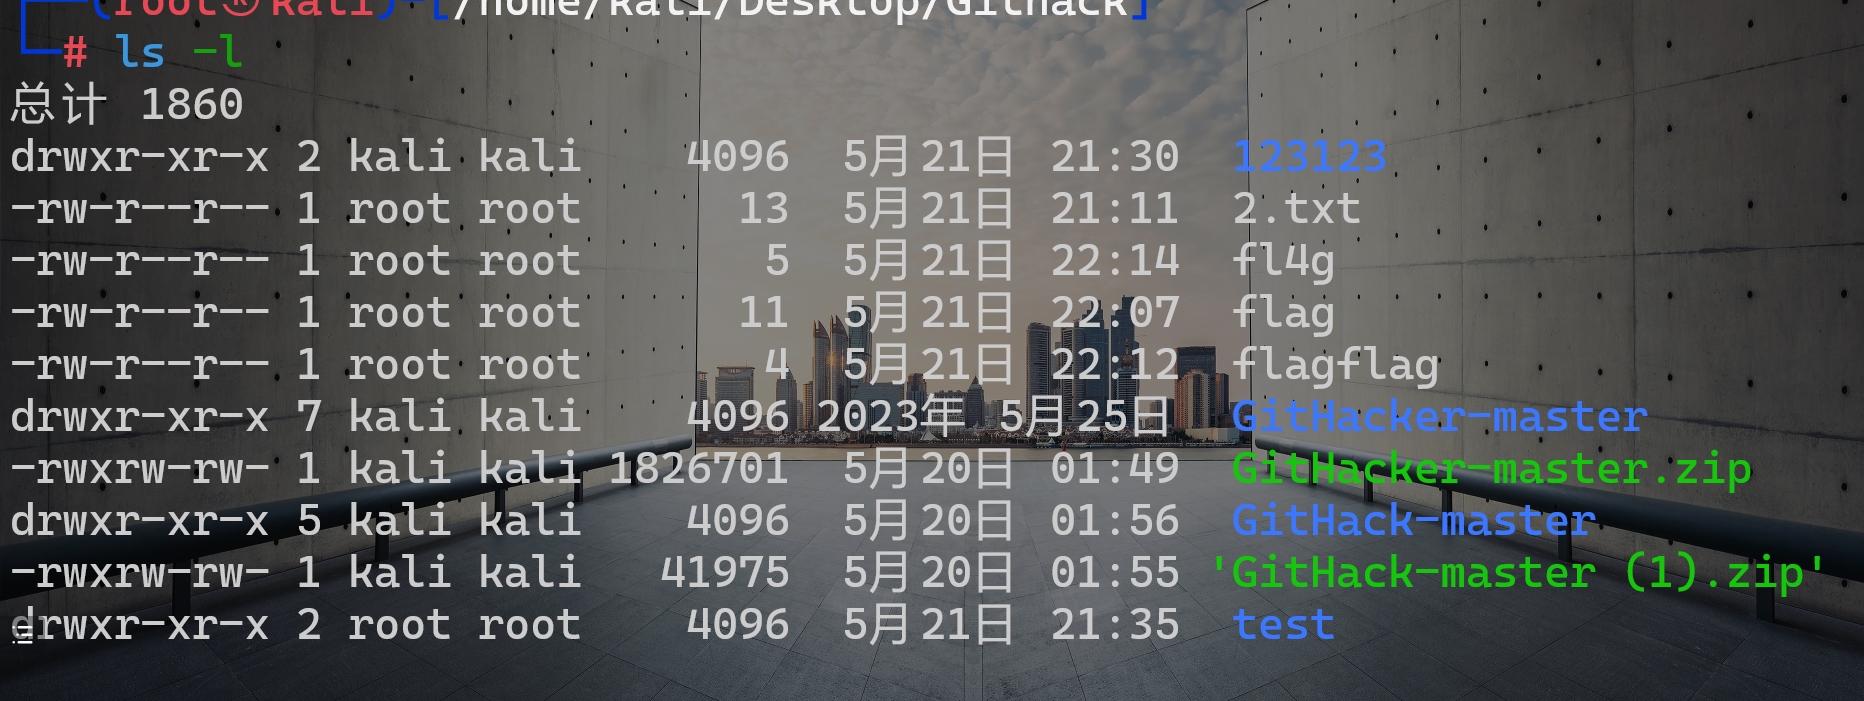 ┌──(root㉿kali)-[/home/kali/Desktop/Githack]
└─# ls -l
总计 1860
drwxr-xr-x 2 kali kali    4096  5月21日 21:30  123123
-rw-r--r-- 1 root root      13  5月21日 21:11  2.txt
-rw-r--r-- 1 root root       5  5月21日 22:14  fl4g
-rw-r--r-- 1 root root      11  5月21日 22:07  flag
-rw-r--r-- 1 root root       4  5月21日 22:12  flagflag
drwxr-xr-x 7 kali kali    4096 2023年 5月25日  GitHacker-master
-rwxrw-rw- 1 kali kali 1826701  5月20日 01:49  GitHacker-master.zip
drwxr-xr-x 5 kali kali    4096  5月20日 01:56  GitHack-master
-rwxrw-rw- 1 kali kali   41975  5月20日 01:55 'GitHack-master (1).zip'
drwxr-xr-x 2 root root    4096  5月21日 21:35  test